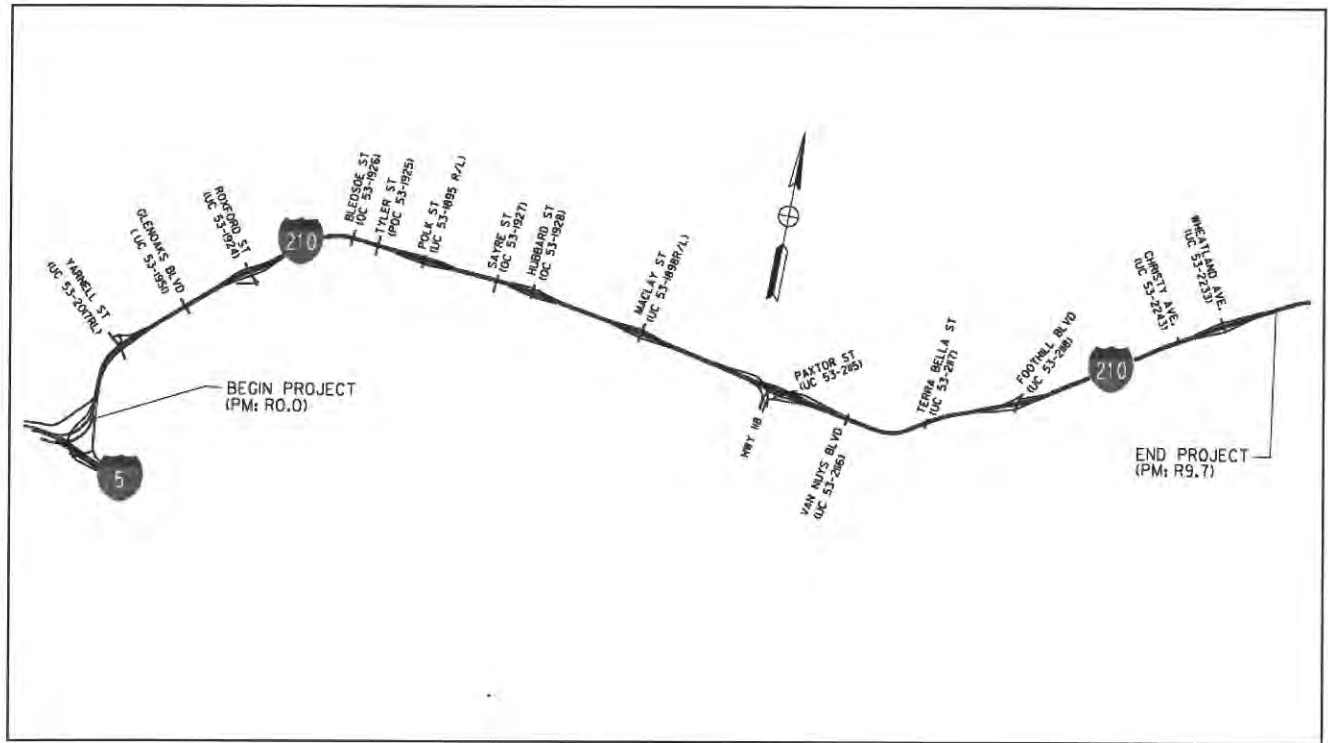 YARNELL ST
(UC 53-2017RL)
GLENOAKS BLVD
(UC 53-1951)
ROXFORD ST
(UC 53-1924)
210
BLEDSOE ST
(OC 53-1926)
TYLER ST
(POC 53-1925)
POLK ST
(UC 53-1895 R/L)
SAYRE ST
(OC 53-1927)
HUBBARD ST
(OC 53-1928)
MACLAY ST
(UC 53-1898R/L)
HWY 118
PAXTOR ST
(UC 53-2115)
VAN NUYS BLVD
(UC 53-2116)
TERRA BELLA ST
(UC 53-2117)
FOOTHILL BLVD
(UC 53-2118)
210
CHRISTY AVE.
(UC 53-2243)
WHEATLAND AVE.
(UC 53-2233)
BEGIN PROJECT
(PM: R0.0)
5
END PROJECT
(PM: R9.7)